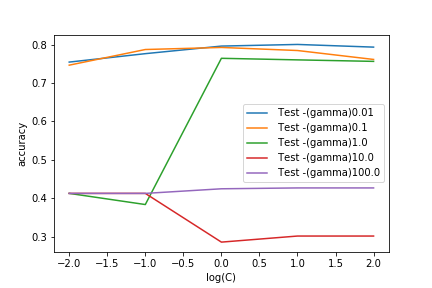 0.8
0.7
0.6
0.5
0.4
0.3
accuracy
Test -(gamma)0.01
Test -(gamma)0.1
Test -(gamma)1.0
Test -(gamma)10.0
Test -(gamma)100.0
−2.0 −1.5 −1.0 −0.5 0.0 0.5 1.0 1.5 2.0
log(C)